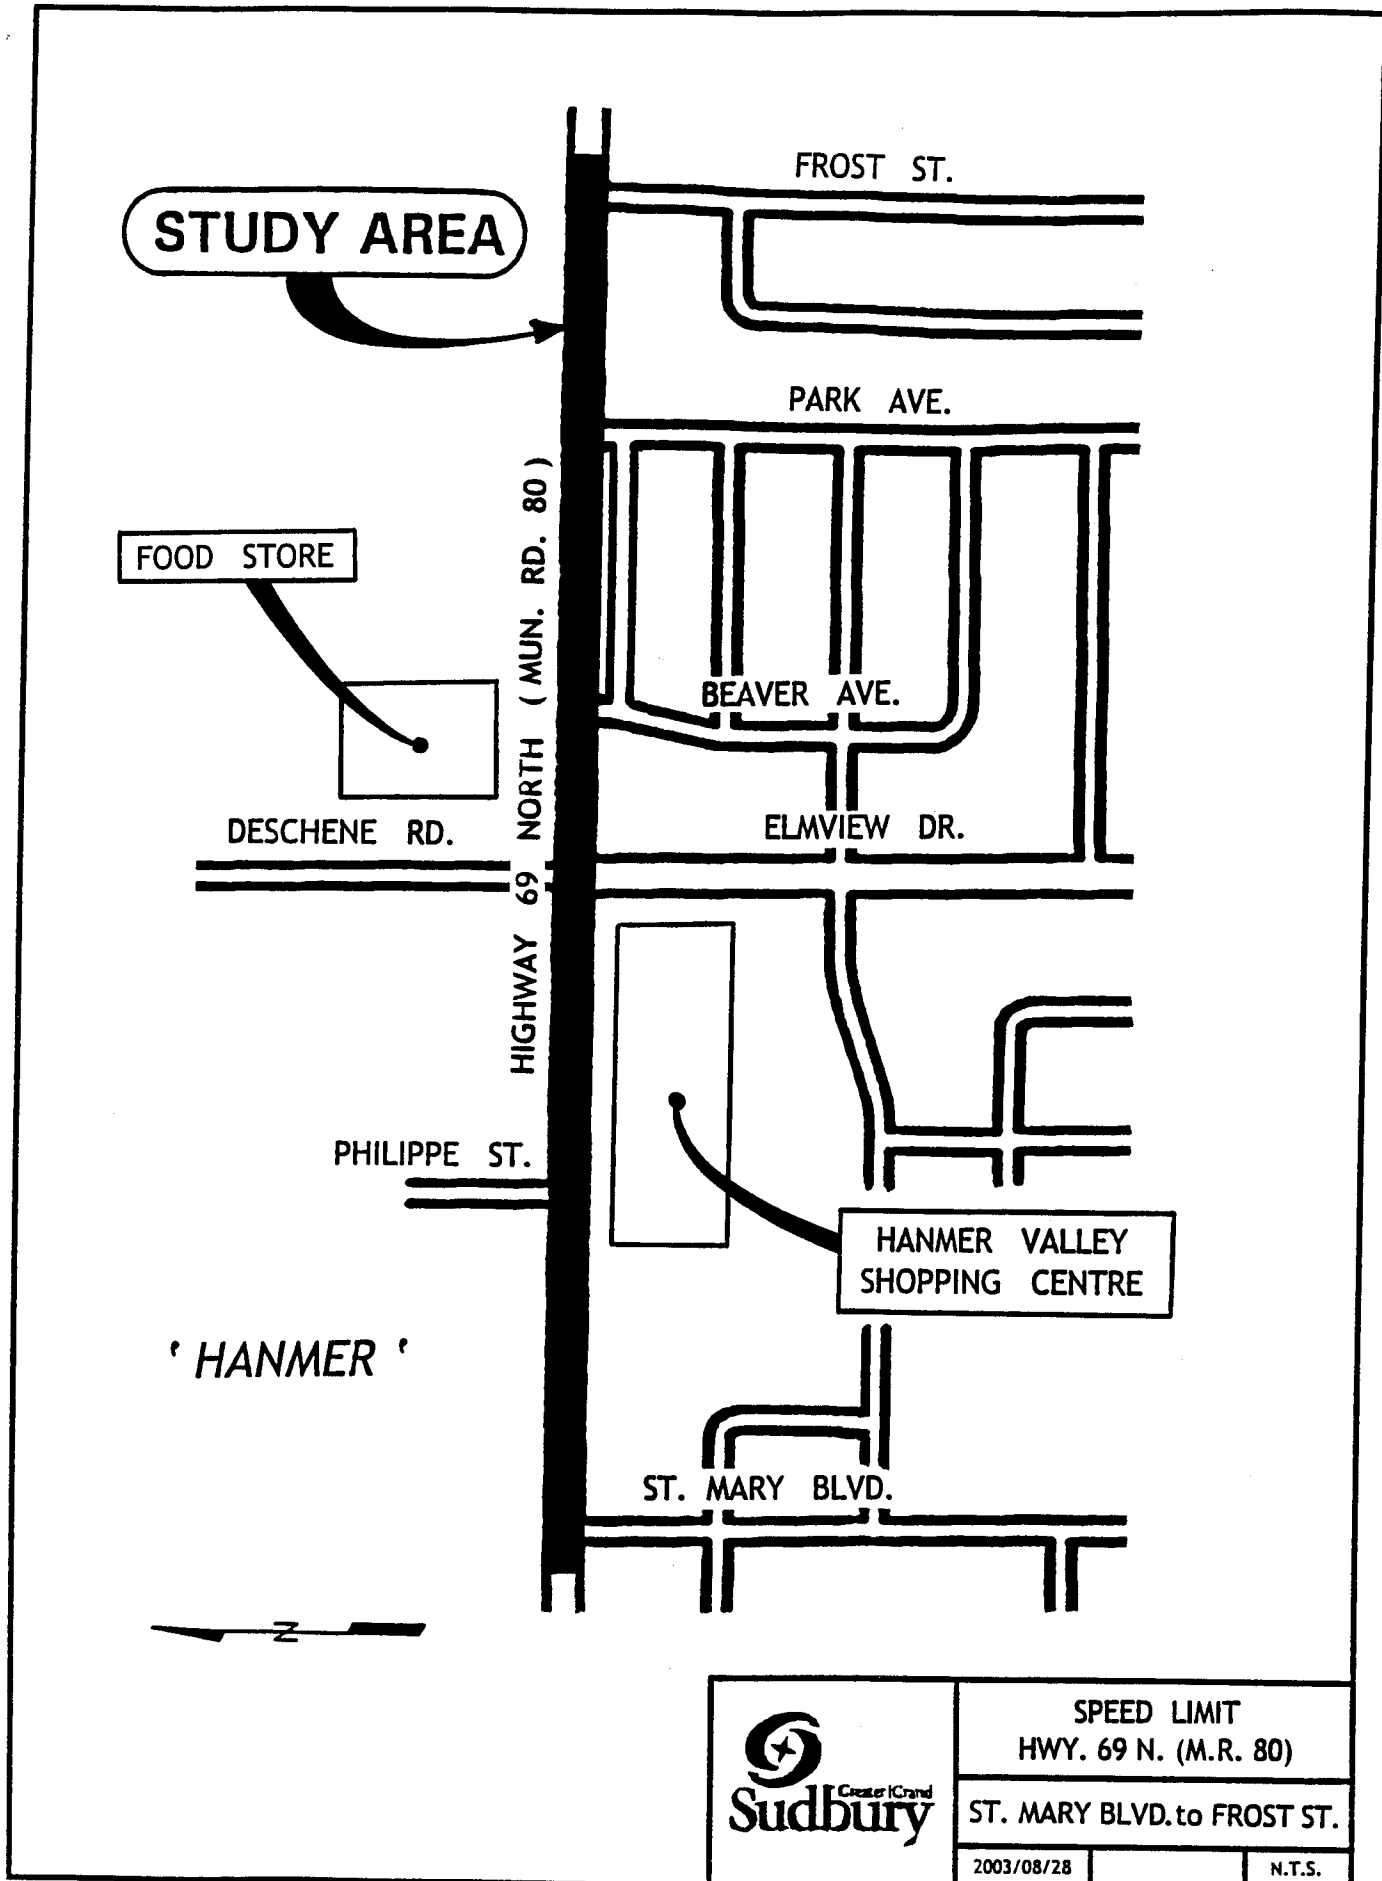 FROST ST.
STUDY AREA
PARK AVE.
FOOD STORE
HIGHWAY 69 NORTH (MUN. RD. 80)
BEAVER AVE.
DESCHENE RD.
ELMVIEW DR.
PHILIPPE ST.
HANMER VALLEY
SHOPPING CENTRE
' HANMER '
ST. MARY BLVD.
N
SPEED LIMIT
HWY. 69 N. (M.R. 80)
Greater | Grand
Sudbury
ST. MARY BLVD. to FROST ST.
2003/08/28
N.T.S.